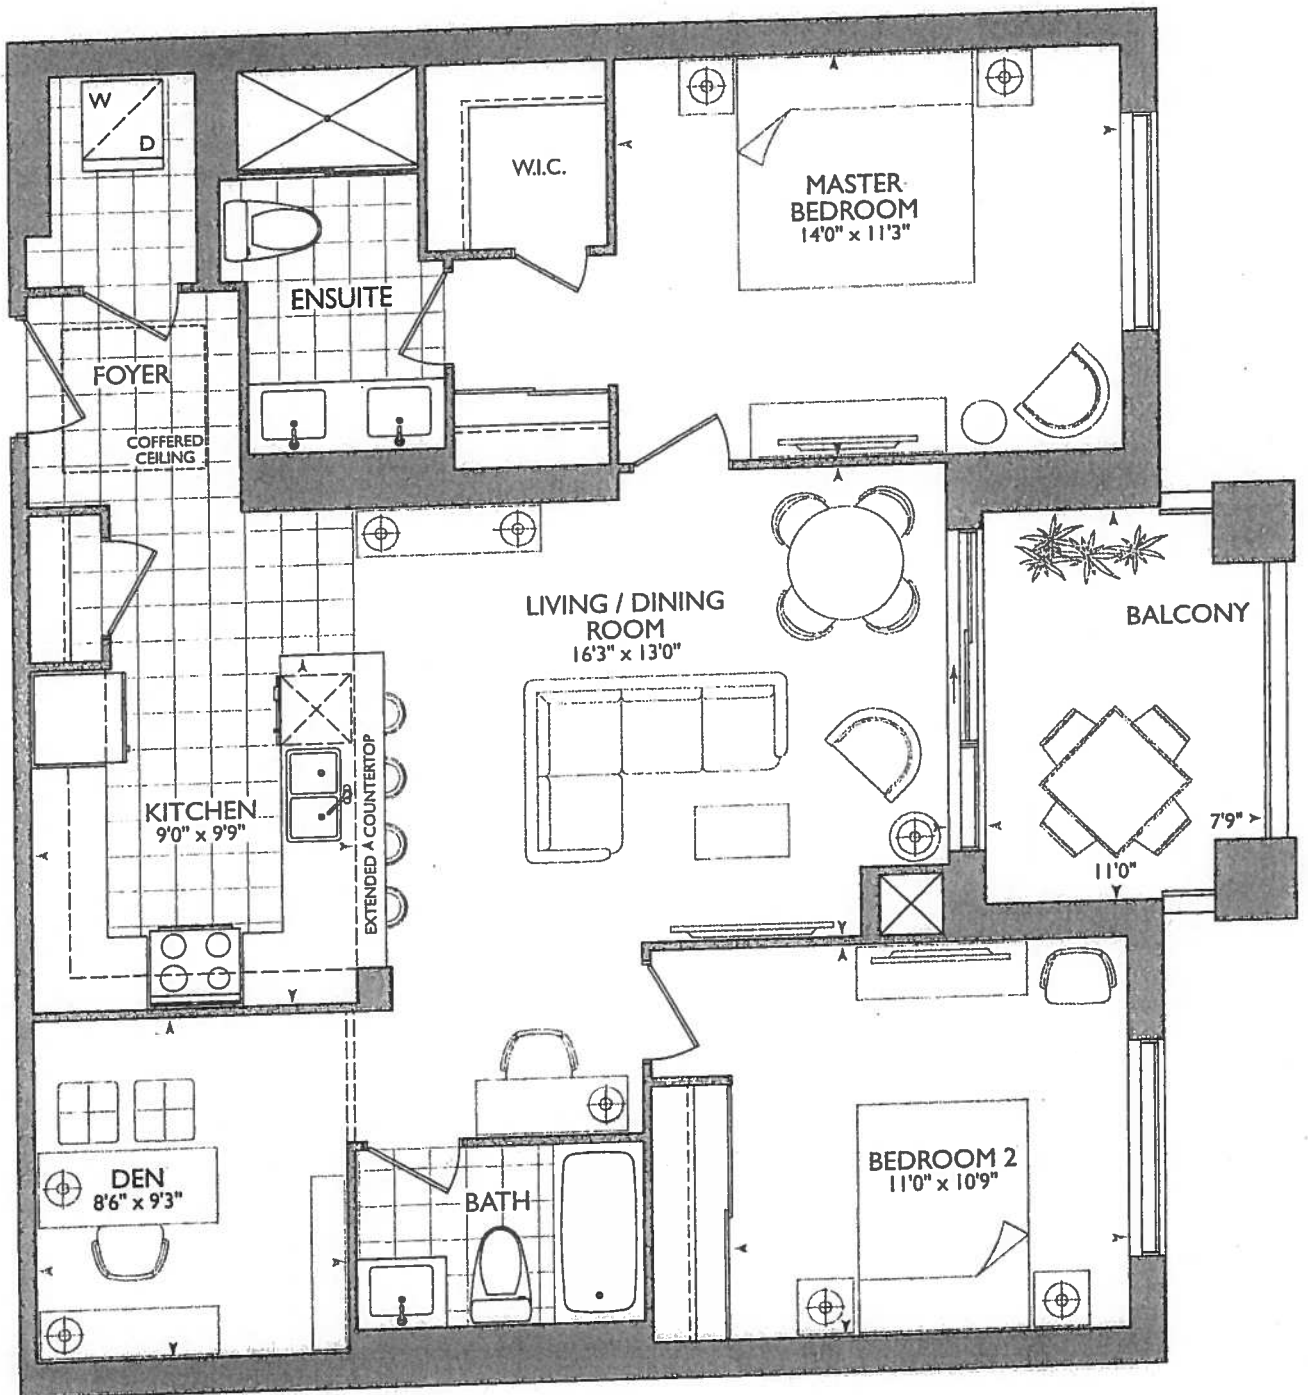 W
D
W.I.C.
MASTER
BEDROOM
14'0" x 11'3"
ENSUITE
FOYER
COFFERED
CEILING
LIVING / DINING
ROOM
16'3" x 13'0"
BALCONY
KITCHEN
9'0" x 9'9"
EXTENDED COUNTERTOP
7'9"
11'0"
DEN
8'6" x 9'3"
BATH
BEDROOM 2
11'0" x 10'9"